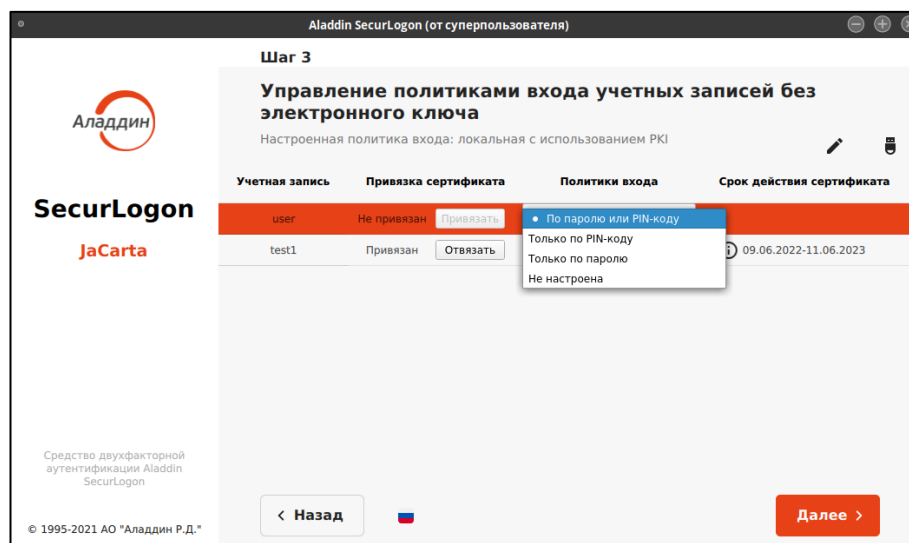 Aladdin SecurLogon (от суперпользователя)
Шаг 3
Управление политиками входа учетных записей без
электронного ключа
Настроенная политика входа: локальная с использованием PKI
Аладдин
SecurLogon
JaCarta
Учетная запись Привязка сертификата Политики входа Срок действия сертификата
user Не привязан Привязать По паролю или PIN-коду
Только по PIN-коду
test1 Привязан Отвязать Только по паролю 09.06.2022-11.06.2023
Не настроена
Средство двухфакторной
аутентификации Aladdin
SecurLogon
© 1995-2021 АО "Аладдин Р.Д."
< Назад
Далее >